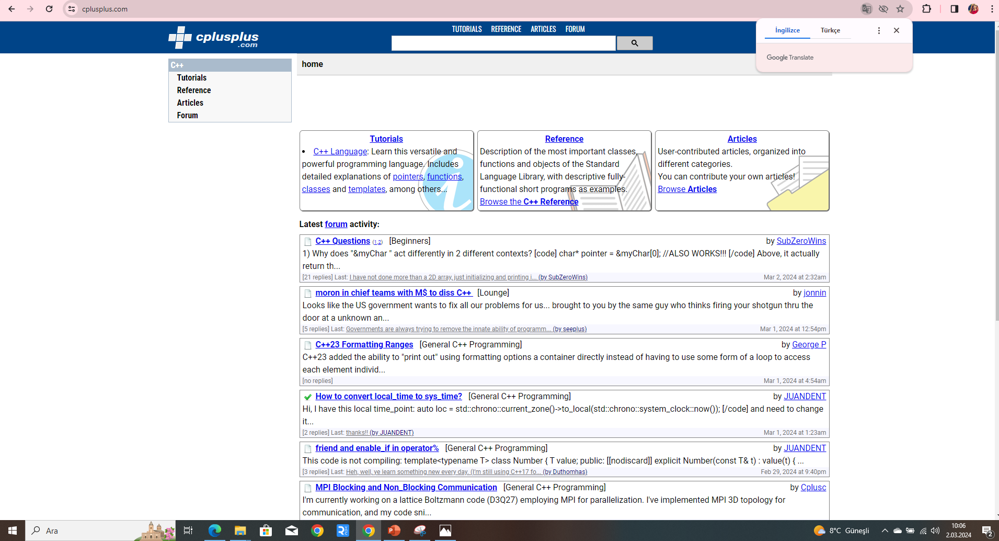 cplusplus.com
TUTORIALS REFERENCE ARTICLES FORUM
cplusplus
.com
İngilizce Türkçe
Google Translate
C++
Tutorials
Reference
Articles
Forum
home
Tutorials
• C++ Language: Learn this versatile and
powerful programming language. Includes
detailed explanations of pointers, functions,
classes and templates, among others...
Reference
Description of the most important classes,
functions and objects of the Standard
Language Library, with descriptive fully-
functional short programs as examples.
Browse the C++ Reference
Articles
User-contributed articles, organized into
different categories.
You can contribute your own articles!
Browse Articles
Latest forum activity:
C++ Questions (1,2) [Beginners] by SubZeroWins
1) Why does "&myChar " act differently in 2 different contexts? [code] char* pointer = &myChar[0]; //ALSO WORKS!!! [/code] Above, it actually
return th...
[21 replies] Last: I have not done more than a 2D array, just initializing and printing i... (by SubZeroWins) Mar 2, 2024 at 2:32am
moron in chief teams with M$ to diss C++ [Lounge] by jonnin
Looks like the US government wants to fix all our problems for us... brought to you by the same guy who thinks firing your shotgun thru the
door at a unknown an...
[5 replies] Last: Governments are always trying to remove the innate ability of programm... (by seeplus) Mar 1, 2024 at 12:54pm
C++23 Formatting Ranges [General C++ Programming] by George P
C++23 added the ability to "print out" using formatting options a container directly instead of having to use some form of a loop to access
each element individ...
[no replies] Mar 1, 2024 at 4:54am
How to convert local_time to sys_time? [General C++ Programming] by JUANDENT
Hi, I have this local time_point: auto loc = std::chrono::current_zone()->to_local(std::chrono::system_clock::now()); [/code] and need to change
it...
[2 replies] Last: thanks!! (by JUANDENT) Mar 1, 2024 at 1:23am
friend and enable_if in operator% [General C++ Programming] by JUANDENT
This code is not compiling: template<typename T> class Number { T value; public: [[nodiscard]] explicit Number(const T& t) : value(t) { ...
[3 replies] Last: Heh, well, ye learn something new every day. (I'm still using C++17 fo... (by Duthomhas) Feb 29, 2024 at 9:40pm
MPI Blocking and Non_Blocking Communication [General C++ Programming] by Cplusc
I'm currently working on a lattice Boltzmann code (D3Q27) employing MPI for parallelization. I've implemented MPI 3D topology for
communication, and my code sni...
Ara
8°C Güneşli
10:06
2.03.2024
2